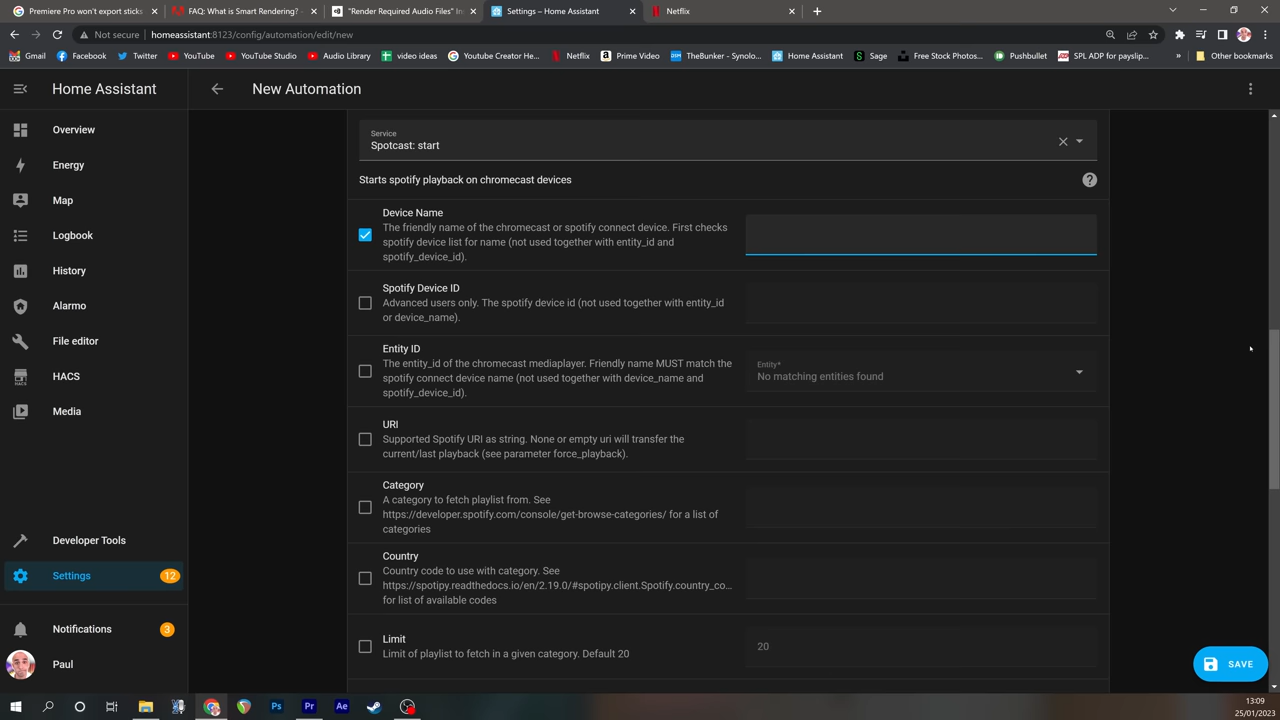 Premiere Pro won't export sticks
FAQ: What is Smart Rendering? -
"Render Required Audio Files" Ins
Settings – Home Assistant
Netflix
Not secure
homeassistant:8123/config/automation/edit/new
Gmail
Facebook
Twitter
YouTube
YouTube Studio
Audio Library
video ideas
Youtube Creator He...
Netflix
Prime Video
TheBunker - Synolo...
Home Assistant
Sage
Free Stock Photos...
Pushbullet
SPL ADP for payslip...
Other bookmarks
Home Assistant
New Automation
Overview
Energy
Map
Logbook
History
Alarmo
File editor
HACS
Media
Developer Tools
Settings
12
Notifications
3
Paul
Service
Spotcast: start
Starts spotify playback on chromecast devices
Device Name
The friendly name of the chromecast or spotify connect device. First checks
spotify device list for name (not used together with entity_id and
spotify_device_id).
Spotify Device ID
Advanced users only. The spotify device id (not used together with entity_id
or device_name).
Entity ID
The entity_id of the chromecast mediaplayer. Friendly name MUST match the
spotify connect device name (not used together with device_name and
spotify_device_id).
Entity*
No matching entities found
URI
Supported Spotify URI as string. None or empty uri will transfer the
current/last playback (see parameter force_playback).
Category
A category to fetch playlist from. See
https://developer.spotify.com/console/get-browse-categories/ for a list of
categories
Country
Country code to use with category. See
https://spotipy.readthedocs.io/en/2.19.0/#spotipy.client.Spotify.country_co...
for list of available codes
Limit
Limit of playlist to fetch in a given category. Default 20
20
SAVE
13:09
25/01/2023